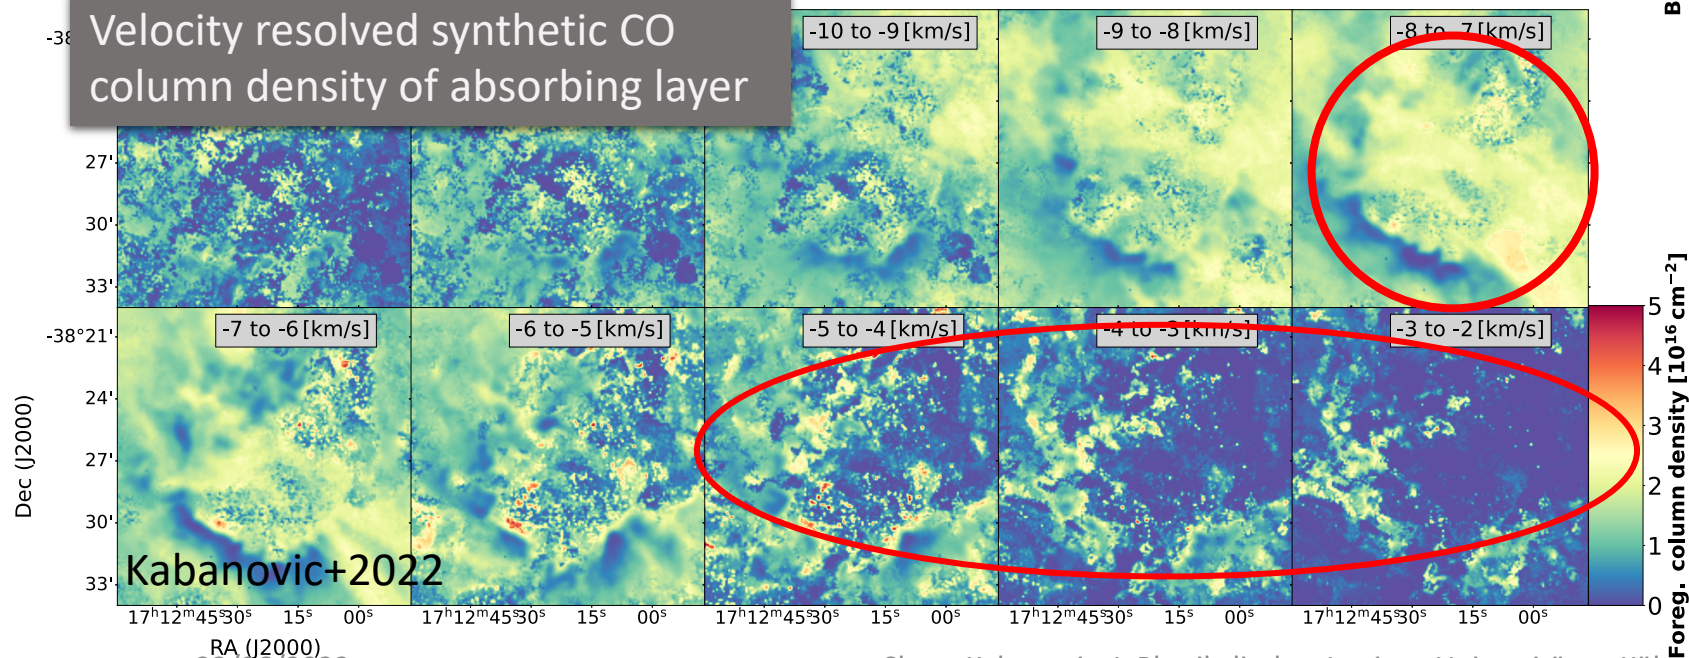 Velocity resolved synthetic CO
column density of absorbing layer
-10 to -9 [km/s]
-9 to -8 [km/s]
-8 to -7 [km/s]
B
-38
27'
30'
33'
-7 to -6 [km/s]
-6 to -5 [km/s]
-5 to -4 [km/s]
-4 to -3 [km/s]
-3 to -2 [km/s]
-38°21'
24'
27'
30'
33'
Dec (J2000)
Kabanovic+2022
17ʰ12ᵐ45ˢ30ˢ 15ˢ 00ˢ
17ʰ12ᵐ45ˢ30ˢ 15ˢ 00ˢ
17ʰ12ᵐ45ˢ30ˢ 15ˢ 00ˢ
17ʰ12ᵐ45ˢ30ˢ 15ˢ 00ˢ
17ʰ12ᵐ45ˢ30ˢ 15ˢ 00ˢ
RA (J2000)
5
4
3
2
1
0
Foreg. column density [10¹⁶ cm⁻²]